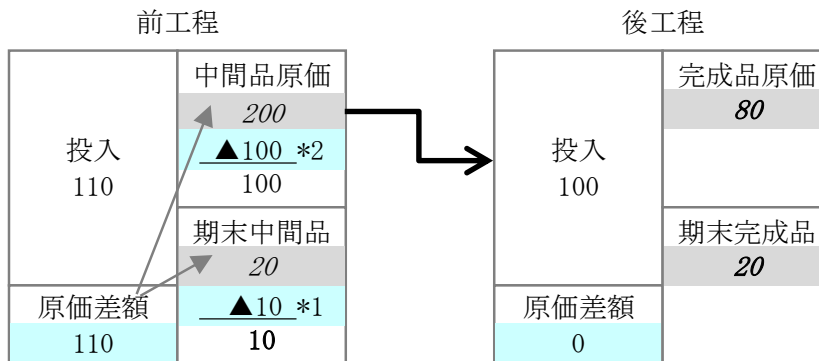 前工程
後工程
中間品原価
200
▲100 *2
100
投入
110
期末中間品
20
▲10 *1
10
原価差額
110
完成品原価
80
投入
100
期末完成品
20
原価差額
0